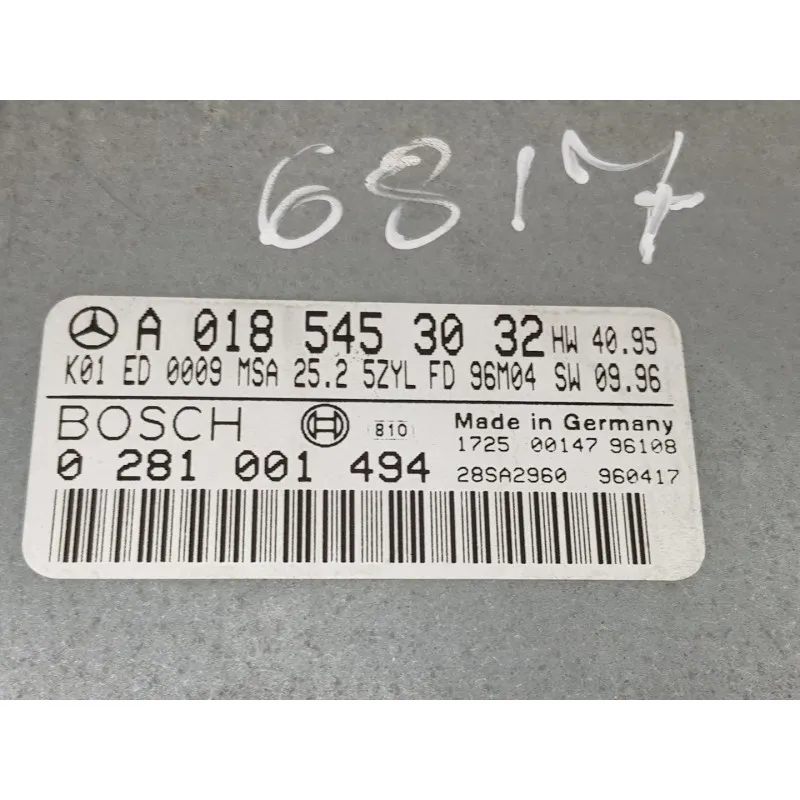 6817
A 018 545 30 32 HW 40.95
K01 ED 0009 MSA 25.2 5ZYL FD 96M04 SW 09.96
BOSCH 810 Made in Germany
1725 00147 96108
0 281 001 494 28SA2960 960417